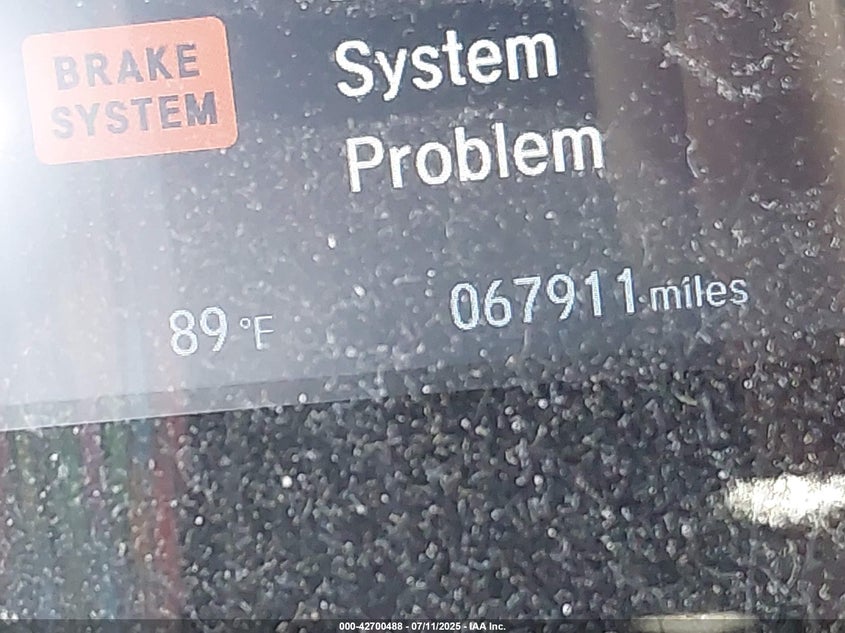 BRAKE
SYSTEM
System
Problem
89 °F
067911 miles
000-42700488 - 07/11/2025 - IAA Inc.